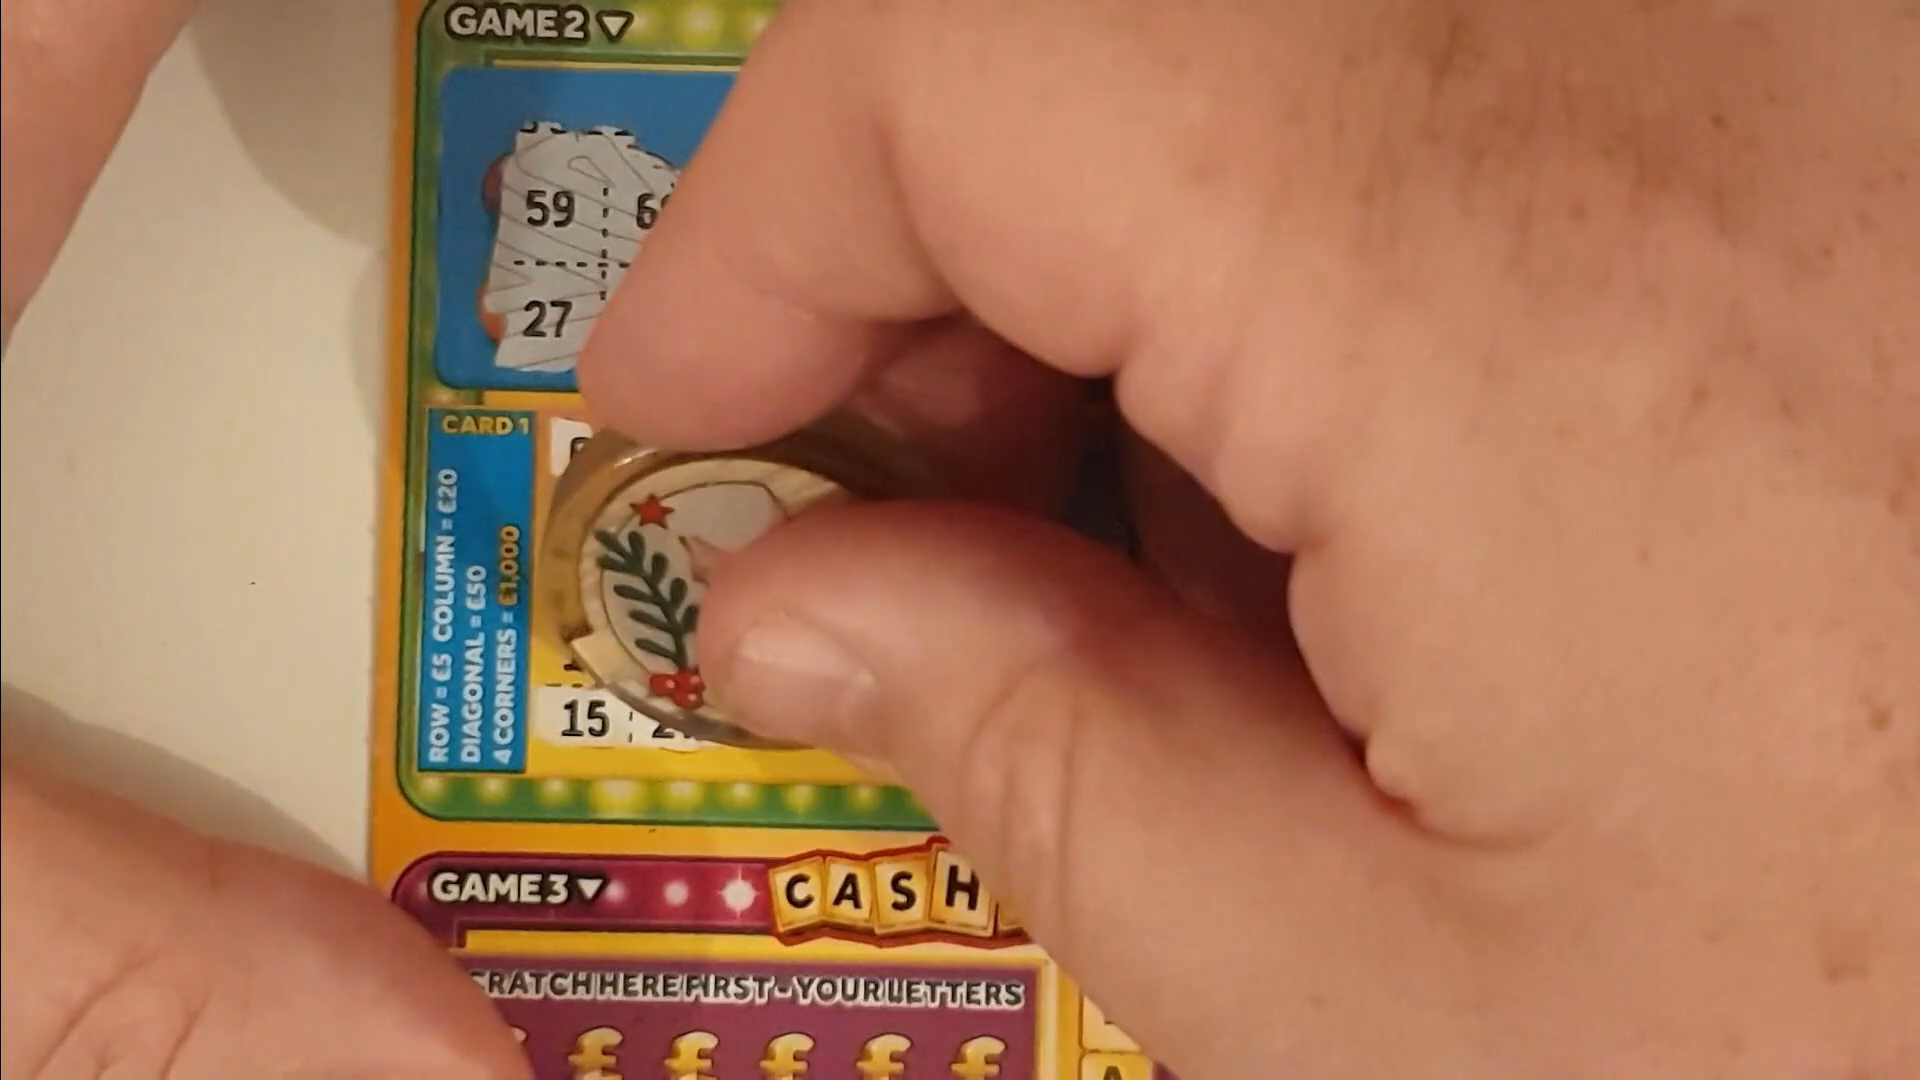 GAME 2
59
27
CARD 1
ROW = £5 COLUMN = £20
DIAGONAL = £50
4 CORNERS = £1,000
15
GAME 3
CASH
SCRATCH HERE FIRST - YOUR LETTERS
£ £ £ £ £
A